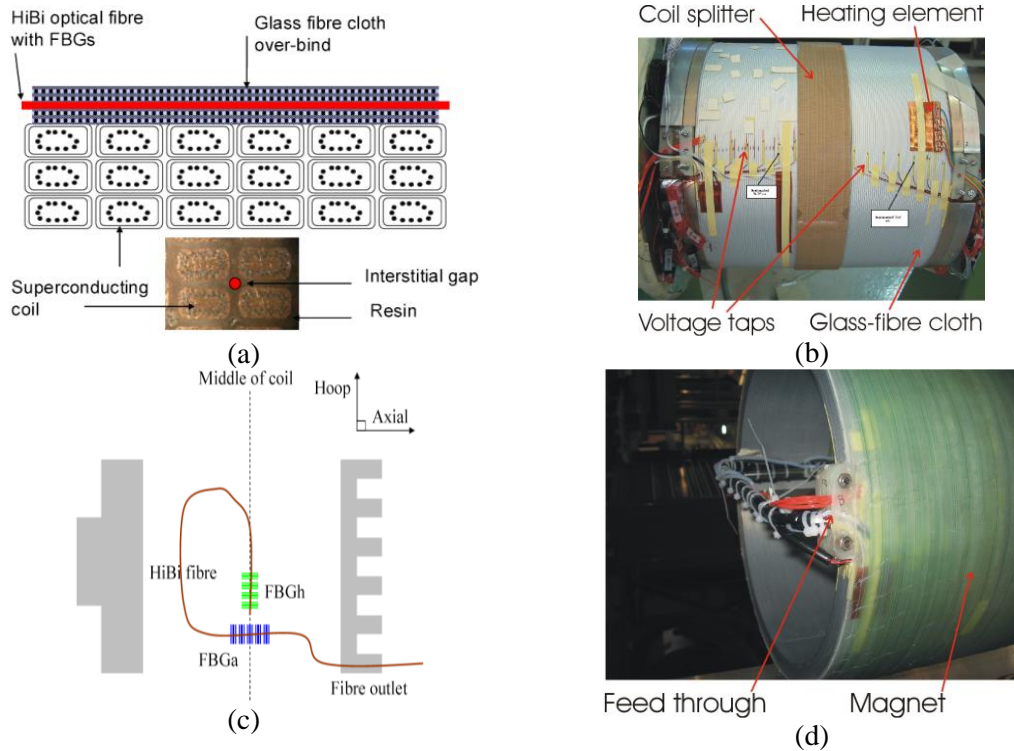 HiBi optical fibre
with FBGs
Glass fibre cloth
over-bind
Superconducting
coil
Interstitial gap
Resin
(a)
Coil splitter
Heating element
Voltage taps
Glass-fibre cloth
(b)
Middle of coil
Hoop
Axial
HiBi fibre
FBGh
FBGa
Fibre outlet
(c)
Feed through
Magnet
(d)